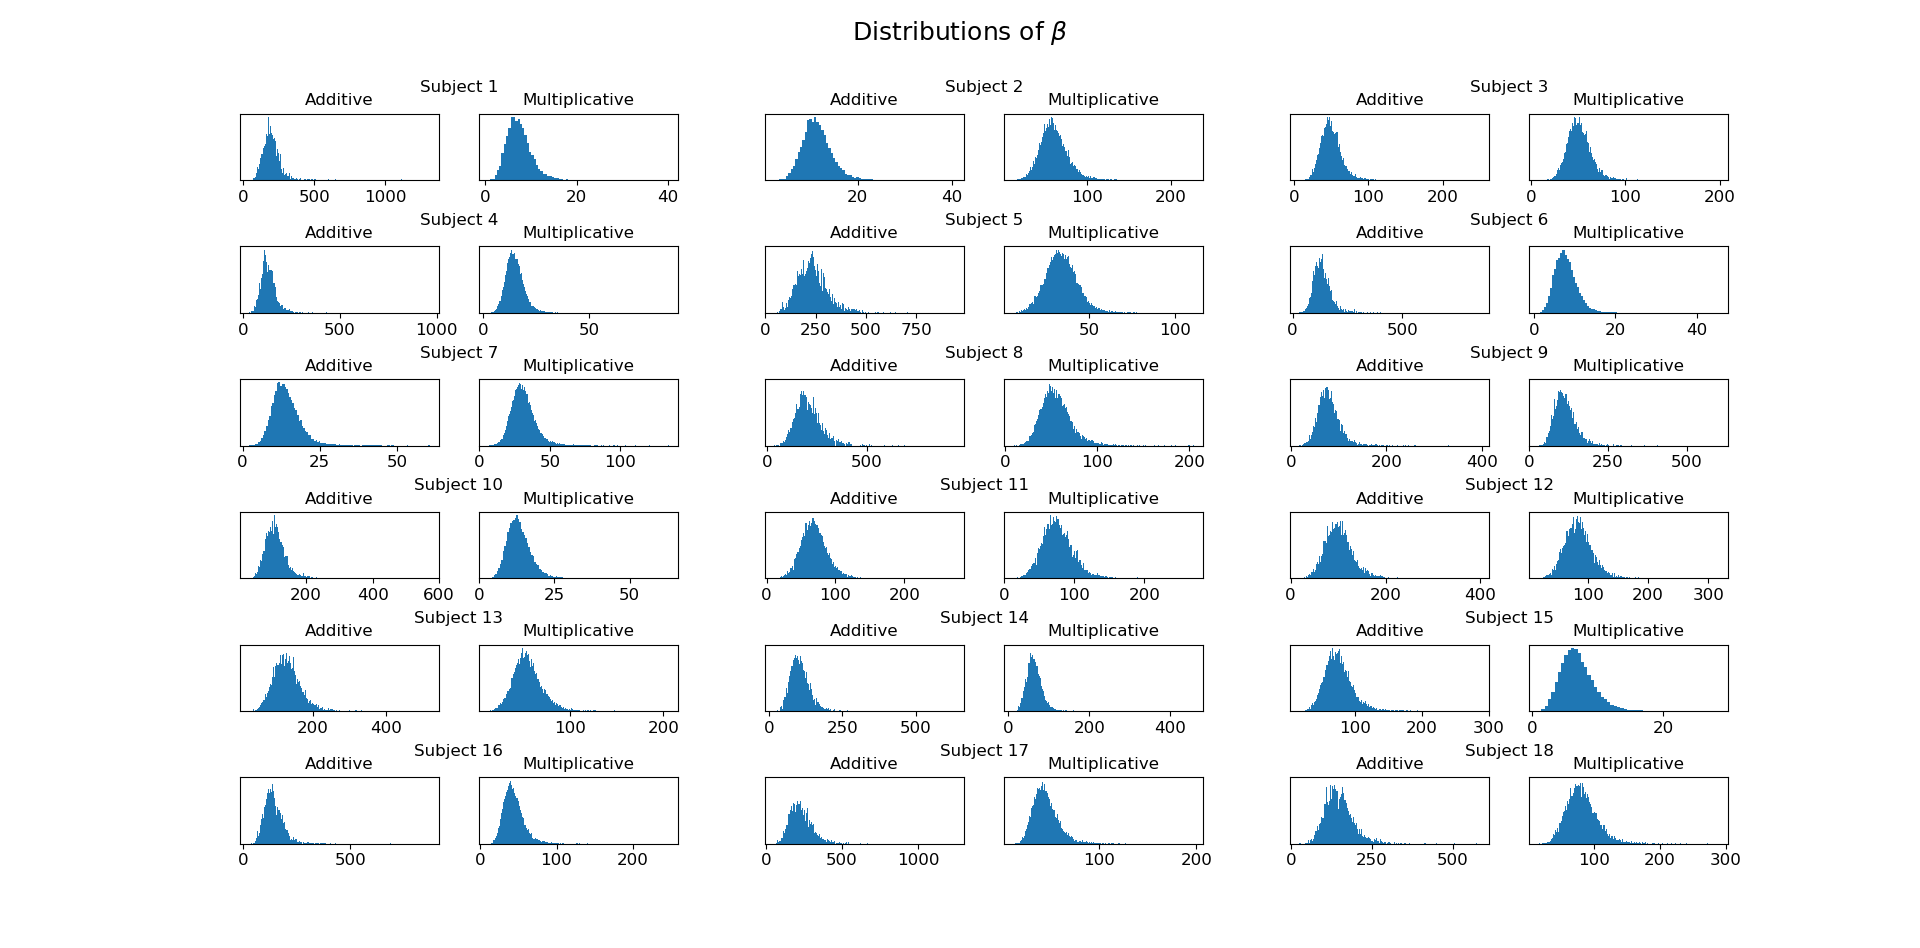 Distributions of β
Subject 1 Subject 2 Subject 3
Additive Multiplicative Additive Multiplicative Additive Multiplicative
0 500 1000 0 20 40 20 40 100 200 0 100 200 0 100 200
Subject 4 Subject 5 Subject 6
Additive Multiplicative Additive Multiplicative Additive Multiplicative
0 500 1000 0 50 0 250 500 750 50 100 0 500 0 20 40
Subject 7 Subject 8 Subject 9
Additive Multiplicative Additive Multiplicative Additive Multiplicative
0 25 50 0 50 100 0 500 0 100 200 0 200 400 0 250 500
Subject 10 Subject 11 Subject 12
Additive Multiplicative Additive Multiplicative Additive Multiplicative
200 400 600 0 25 50 0 100 200 0 100 200 0 200 400 100 200 300
Subject 13 Subject 14 Subject 15
Additive Multiplicative Additive Multiplicative Additive Multiplicative
200 400 100 200 0 250 500 0 200 400 100 200 300 0 20
Subject 16 Subject 17 Subject 18
Additive Multiplicative Additive Multiplicative Additive Multiplicative
0 500 0 100 200 0 500 1000 100 200 0 250 500 100 200 300